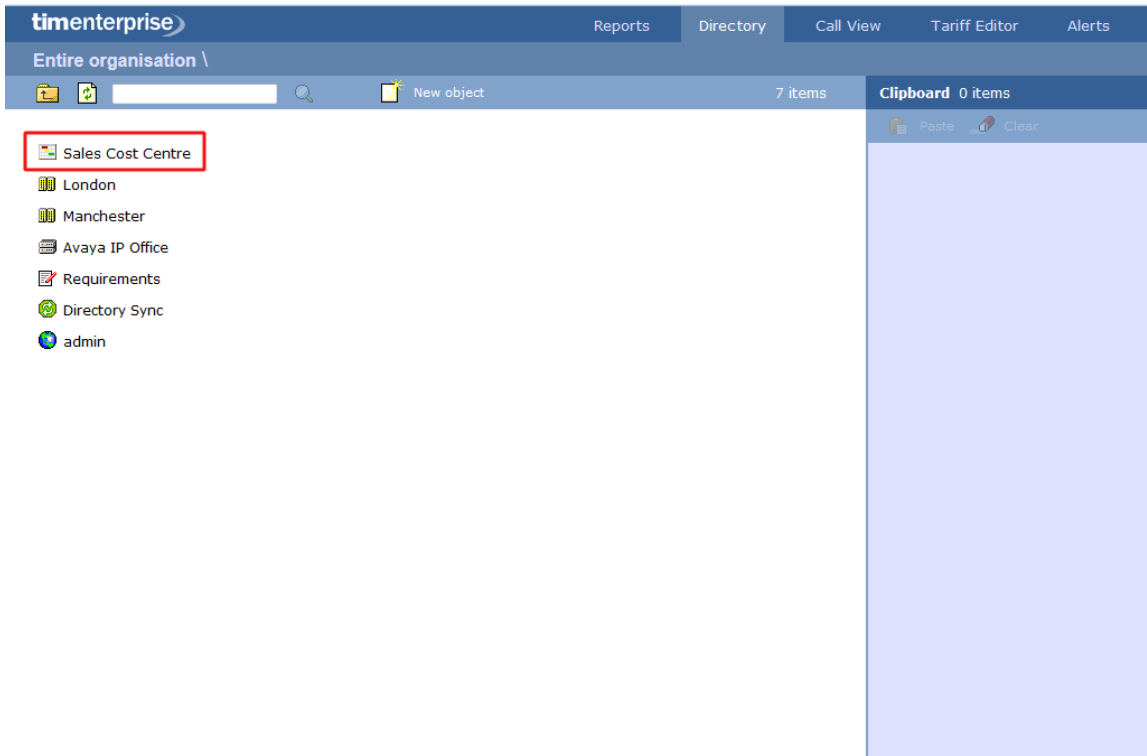 timenterprise
Reports Directory Call View Tariff Editor Alerts
Entire organisation \
New object 7 items Clipboard 0 items
Paste Clear
Sales Cost Centre
London
Manchester
Avaya IP Office
Requirements
Directory Sync
admin